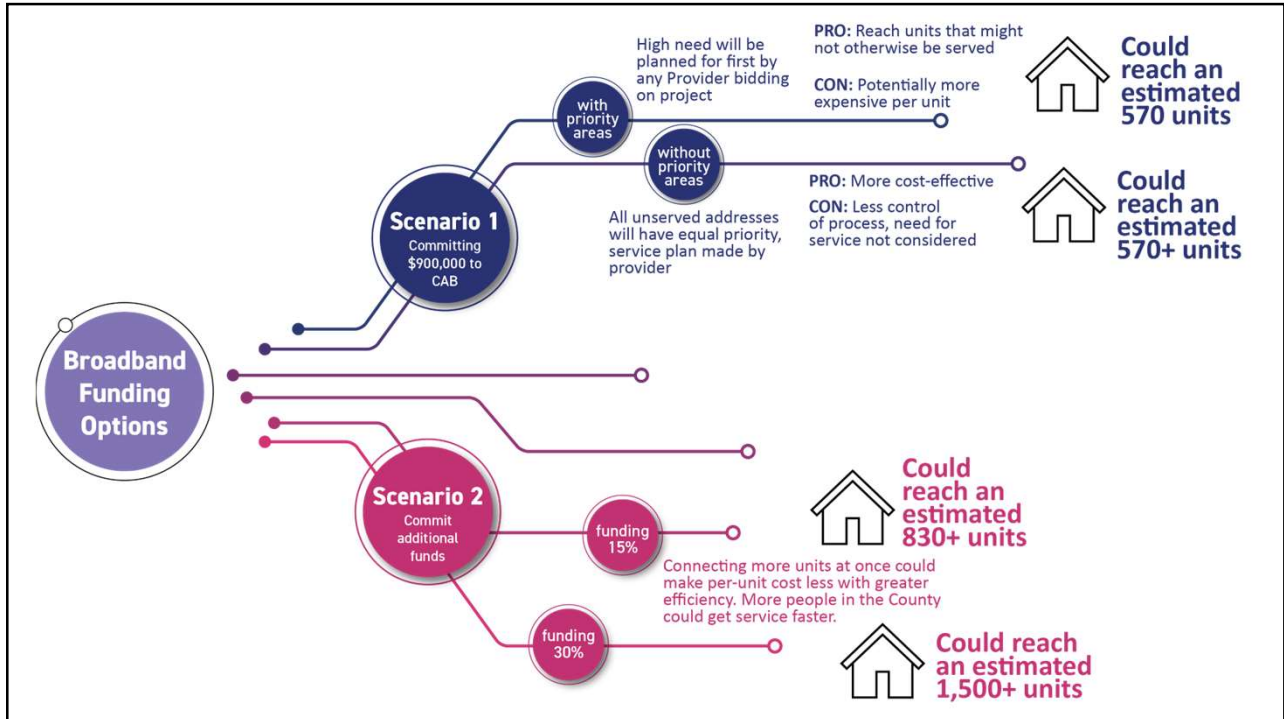 Broadband
Funding
Options
Scenario 1
Committing
$900,000 to
CAB
with
priority
areas
High need will be
planned for first by
any Provider bidding
on project
PRO: Reach units that might
not otherwise be served
CON: Potentially more
expensive per unit
Could
reach an
estimated
570 units
without
priority
areas
All unserved addresses
will have equal priority,
service plan made by
provider
PRO: More cost-effective
CON: Less control
of process, need for
service not considered
Could
reach an
estimated
570+ units
Scenario 2
Commit
additional
funds
funding
15%
Could
reach an
estimated
830+ units
Connecting more units at once could
make per-unit cost less with greater
efficiency. More people in the County
could get service faster.
funding
30%
Could reach
an estimated
1,500+ units